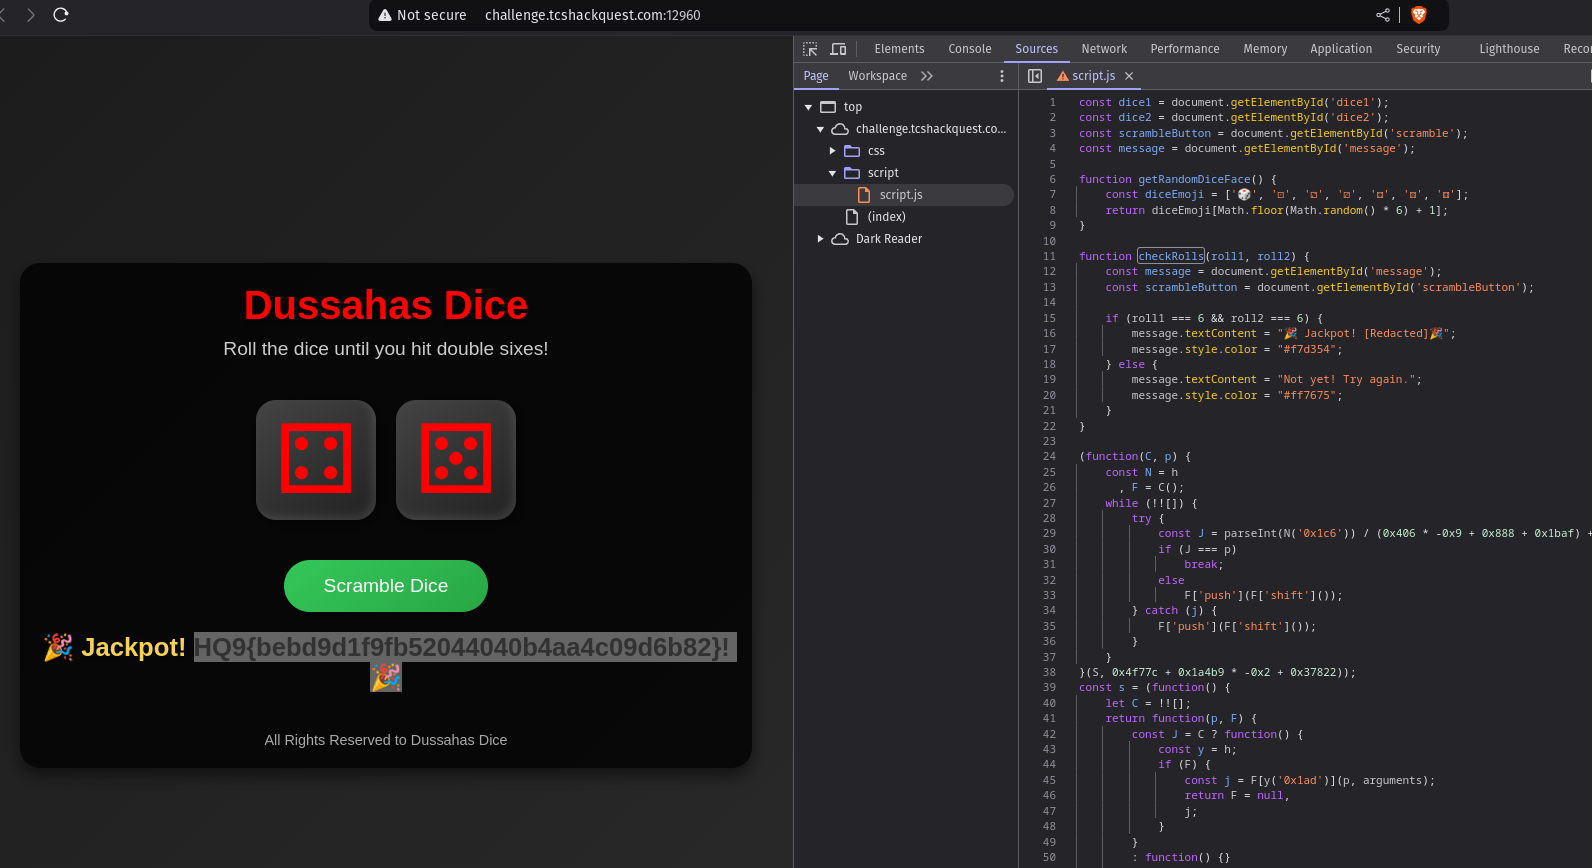 Not secure challenge.tcshackquest.com:12960
Elements Console Sources Network Performance Memory Application Security Lighthouse Recor
Page Workspace
script.js ×
top
challenge.tcshackquest.co...
css
script
script.js
(index)
Dark Reader
Dussahas Dice
Roll the dice until you hit double sixes!
Scramble Dice
🎉 Jackpot! HQ9{bebd9d1f9fb52044040b4aa4c09d6b82}!
🎉
All Rights Reserved to Dussahas Dice
1 const dice1 = document.getElementById('dice1');
2 const dice2 = document.getElementById('dice2');
3 const scrambleButton = document.getElementById('scramble');
4 const message = document.getElementById('message');
5
6 function getRandomDiceFace() {
7 const diceEmoji = ['🎲', '⚀', '⚁', '⚂', '⚃', '⚄', '⚅'];
8 return diceEmoji[Math.floor(Math.random() * 6) + 1];
9 }
10
11 function checkRolls(roll1, roll2) {
12 const message = document.getElementById('message');
13 const scrambleButton = document.getElementById('scrambleButton');
14
15 if (roll1 === 6 && roll2 === 6) {
16 message.textContent = "🎉 Jackpot! [Redacted]🎉";
17 message.style.color = "#f7d354";
18 } else {
19 message.textContent = "Not yet! Try again.";
20 message.style.color = "#ff7675";
21 }
22 }
23
24 (function(C, p) {
25 const N = h
26 , F = C();
27 while (!![]) {
28 try {
29 const J = parseInt(N('0x1c6')) / (0x406 * -0x9 + 0x888 + 0x1baf) +
30 if (J === p)
31 break;
32 else
33 F['push'](F['shift']());
34 } catch (j) {
35 F['push'](F['shift']());
36 }
37 }
38 }(S, 0x4f77c + 0x1a4b9 * -0x2 + 0x37822));
39 const s = (function() {
40 let C = !![];
41 return function(p, F) {
42 const J = C ? function() {
43 const y = h;
44 if (F) {
45 const j = F[y('0x1ad')](p, arguments);
46 return F = null,
47 j;
48 }
49 }
50 : function() {}